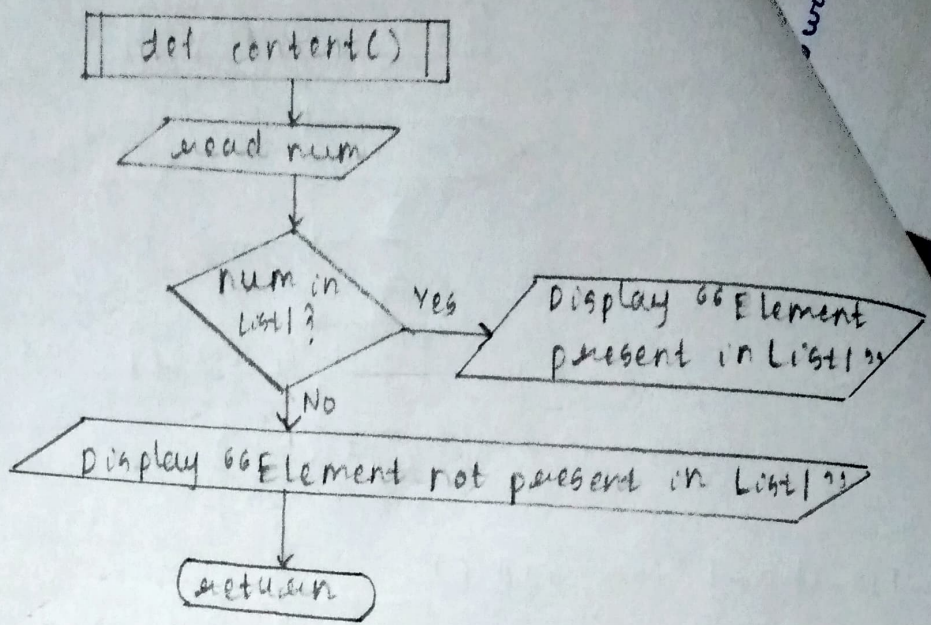 def content()
read num
num in
List1?
Yes
Display “Element
present in List1”
No
Display “Element not present in List1”
return